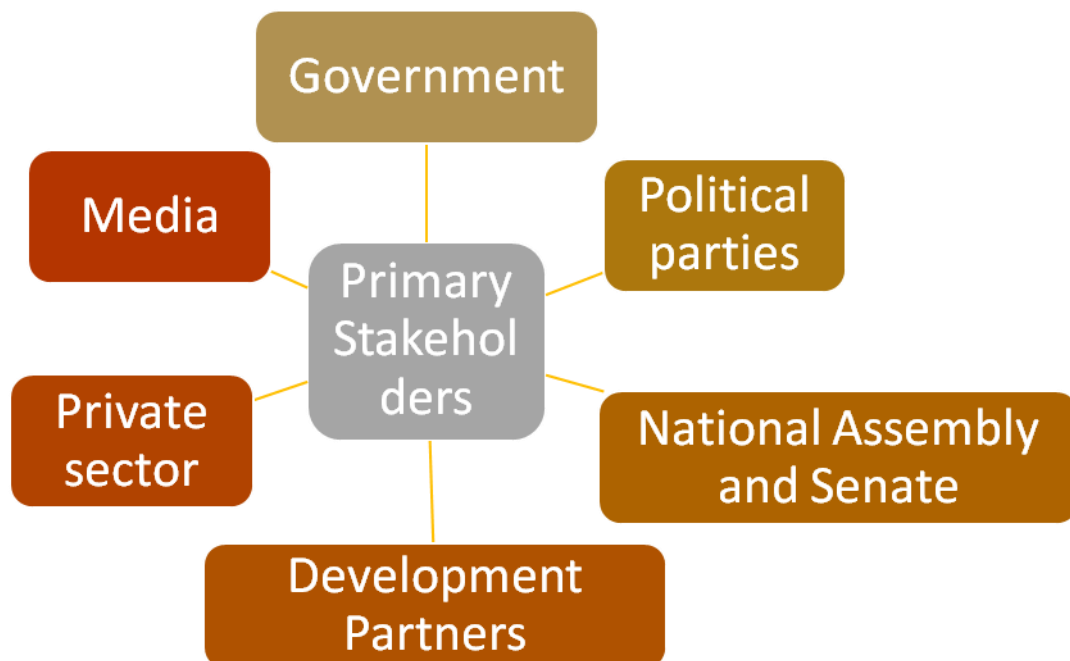 Government
Media
Political
parties
Primary
Stakehol
ders
Private
sector
National Assembly
and Senate
Development
Partners